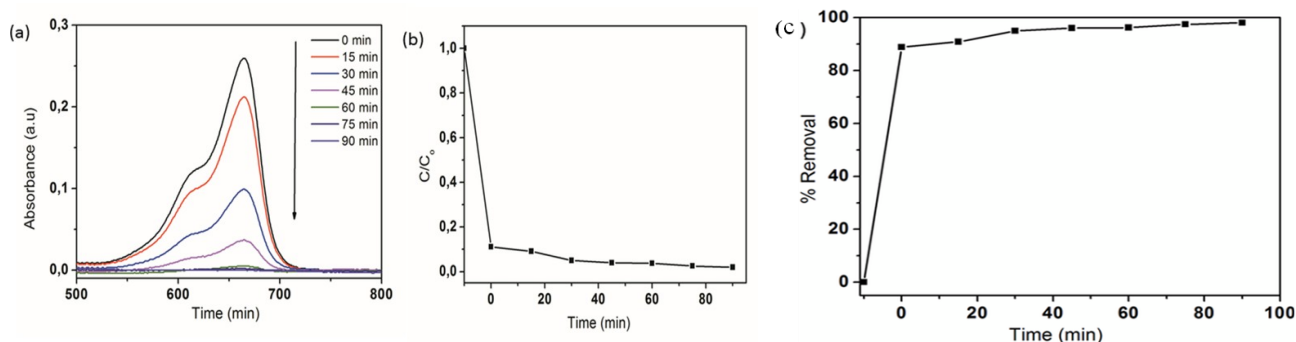 (a)
0,3
0,2
0,1
0,0
Absorbance (a.u)
500
600
700
800
Time (min)
0 min
15 min
30 min
45 min
60 min
75 min
90 min
(b)
1,0
0,8
0,6
0,4
0,2
0,0
C/Co
0
20
40
60
80
Time (min)
(c)
100
80
60
40
20
0
% Removal
0
20
40
60
80
100
Time (min)